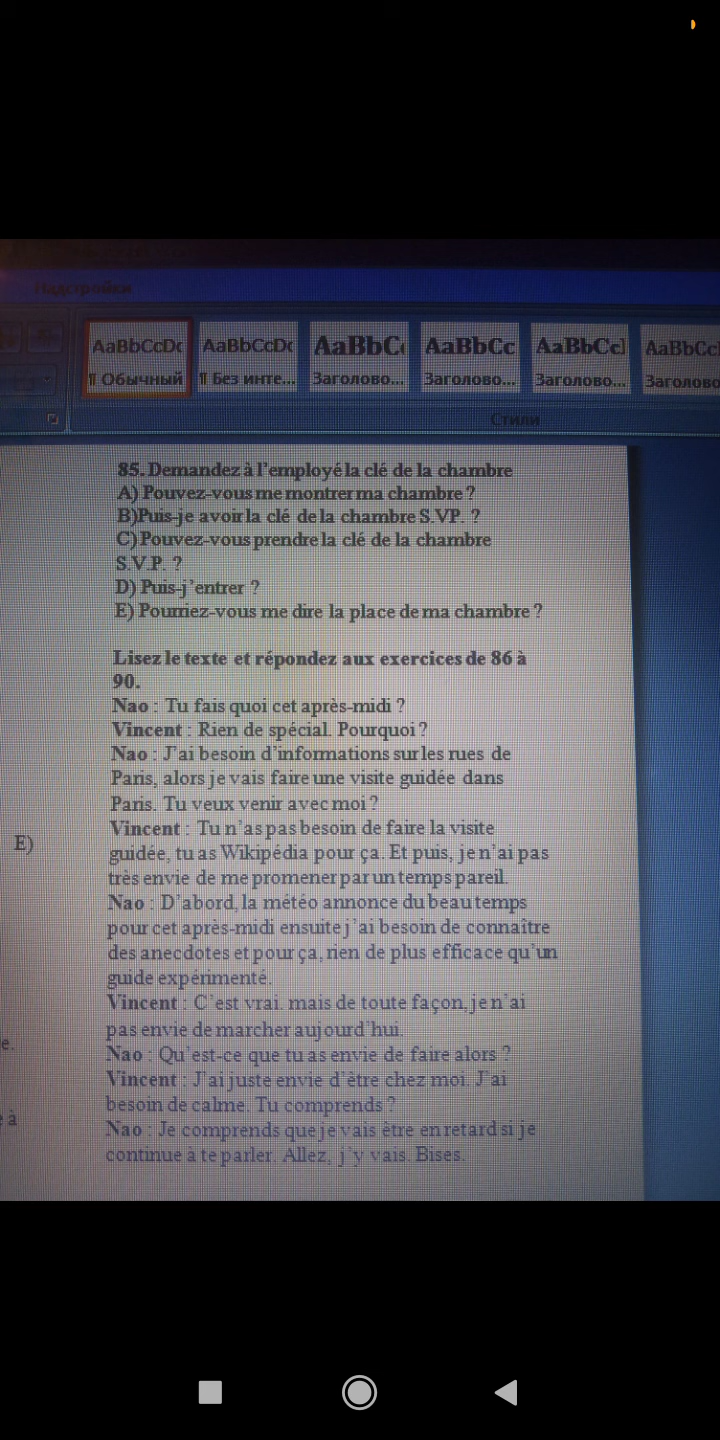 Надстройки
AaBbCcDc AaBbCcDc AaBbC AaBbCc AaBbCcI AaBbCcI
¶ Обычный ¶ Без инте... Заголово... Заголово... Заголово... Заголово
Стили
85. Demandez à l'employé la clé de la chambre
A) Pouvez-vous me montrer ma chambre ?
B)Puis-je avoir la clé de la chambre S.VP. ?
C) Pouvez-vous prendre la clé de la chambre
S.V.P. ?
D) Puis-j'entrer ?
E) Pourriez-vous me dire la place de ma chambre ?
Lisez le texte et répondez aux exercices de 86 à
90.
Nao : Tu fais quoi cet après-midi ?
Vincent : Rien de spécial. Pourquoi ?
Nao : J'ai besoin d'informations sur les rues de
Paris, alors je vais faire une visite guidée dans
Paris. Tu veux venir avec moi ?
Vincent : Tu n'as pas besoin de faire la visite
E)
guidée, tu as Wikipédia pour ça. Et puis, je n'ai pas
très envie de me promener par un temps pareil.
Nao : D'abord, la météo annonce du beau temps
pour cet après-midi ensuite j'ai besoin de connaître
des anecdotes et pour ça, rien de plus efficace qu'un
guide expérimenté.
Vincent : C'est vrai. mais de toute façon, je n'ai
pas envie de marcher aujourd'hui.
e.
Nao : Qu'est-ce que tu as envie de faire alors ?
Vincent : J'ai juste envie d'être chez moi. J'ai
besoin de calme. Tu comprends ?
à
Nao : Je comprends que je vais être en retard si je
continue à te parler. Allez, j'y vais. Bises.